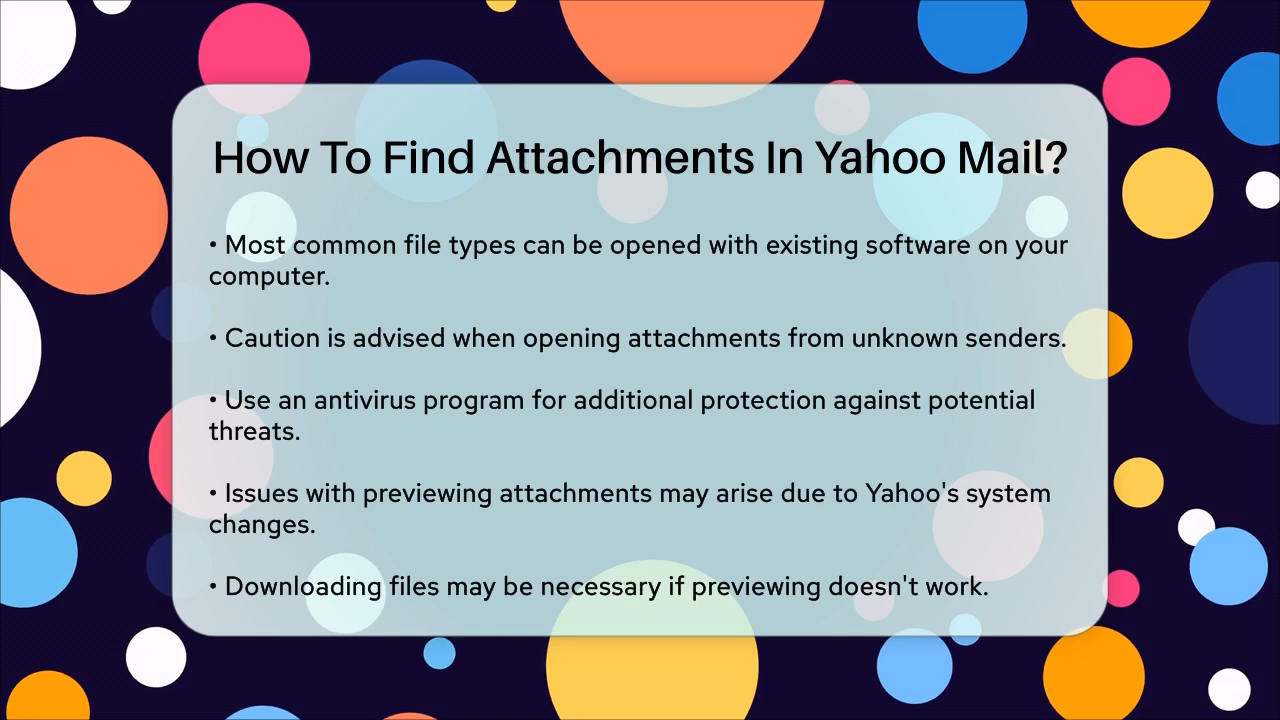 How To Find Attachments In Yahoo Mail?
• Most common file types can be opened with existing software on your
computer.
• Caution is advised when opening attachments from unknown senders.
• Use an antivirus program for additional protection against potential
threats.
• Issues with previewing attachments may arise due to Yahoo's system
changes.
• Downloading files may be necessary if previewing doesn't work.